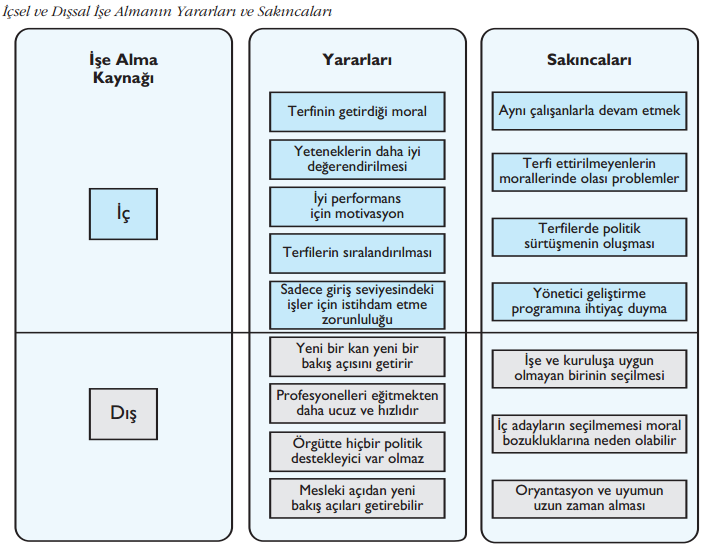 İçsel ve Dışsal İşe Almanın Yararları ve Sakıncaları
İşe Alma
Kaynağı
Yararları
Sakıncaları
İç
Terfinin getirdiği moral
Yeteneklerin daha iyi
değerlendirilmesi
İyi performans
için motivasyon
Terfilerin sıralandırılması
Sadece giriş seviyesindeki
işler için istihdam etme
zorunluluğu
Aynı çalışanlarla devam etmek
Terfi ettirilmeyenlerin
morallerinde olası problemler
Terfilerde politik
sürtüşmenin oluşması
Yönetici geliştirme
programına ihtiyaç duyma
Dış
Yeni bir kan yeni bir
bakış açısını getirir
Profesyonelleri eğitmekten
daha ucuz ve hızlıdır
Örgütte hiçbir politik
destekleyici var olmaz
Mesleki açıdan yeni
bakış açıları getirebilir
İşe ve kuruluşa uygun
olmayan birinin seçilmesi
İç adayların seçilmemesi moral
bozukluklarına neden olabilir
Oryantasyon ve uyumun
uzun zaman alması